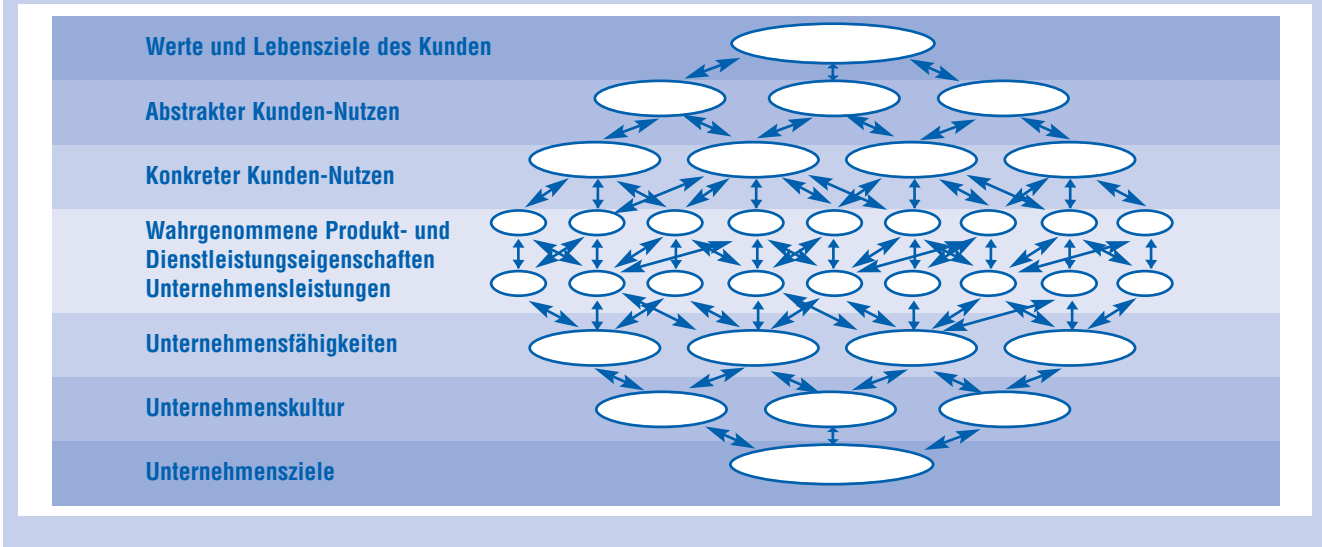 Werte und Lebensziele des Kunden
Abstrakter Kunden-Nutzen
Konkreter Kunden-Nutzen
Wahrgenommene Produkt- und
Dienstleistungseigenschaften
Unternehmensleistungen
Unternehmensfähigkeiten
Unternehmenskultur
Unternehmensziele